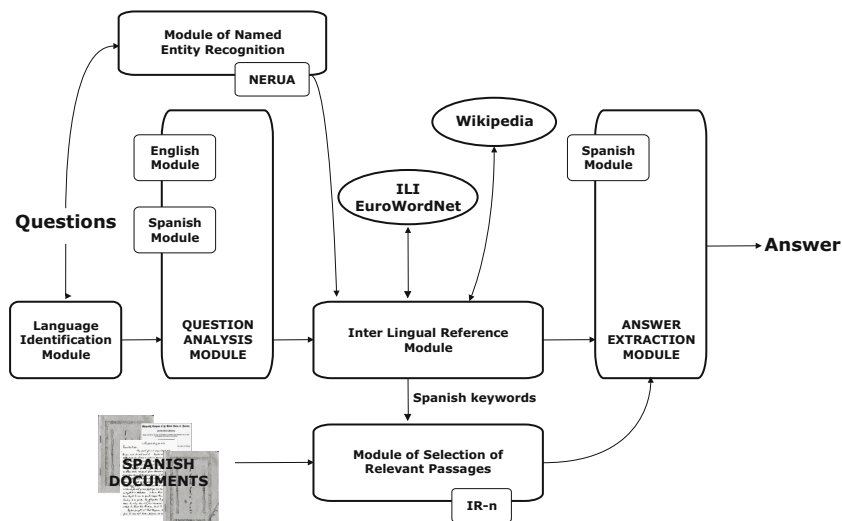 Module of Named
Entity Recognition
NERUA
Wikipedia
English
Module
Spanish
Module
ILI
EuroWordNet
Questions
Spanish
Module
Answer
Language
Identification
Module
QUESTION
ANALYSIS
MODULE
Inter Lingual Reference
Module
ANSWER
EXTRACTION
MODULE
Spanish keywords
SPANISH
DOCUMENTS
Module of Selection of
Relevant Passages
IR-n